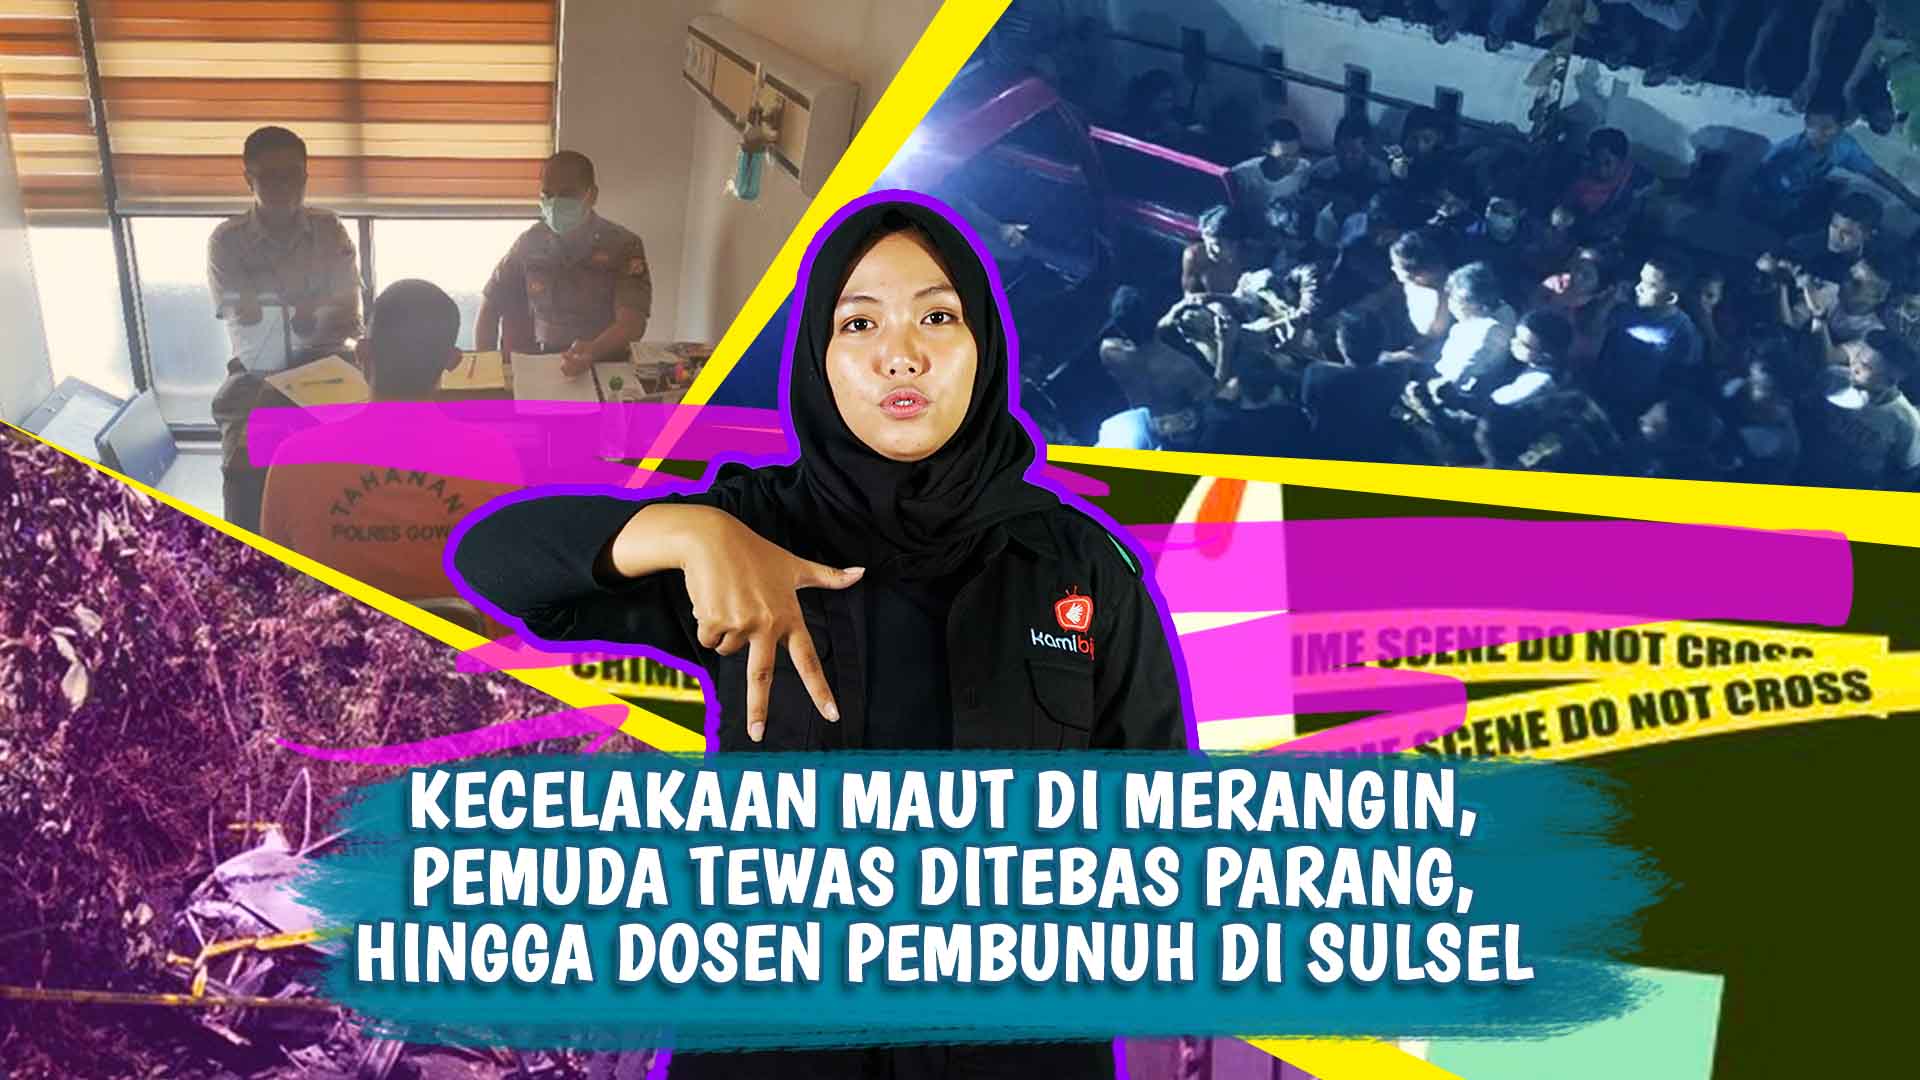 TAHANAN
POLRES GOW
kamibi
CRIME
IME SCENE DO NOT CROSS
SCENE DO NOT CROSS
KECELAKAAN MAUT DI MERANGIN,
PEMUDA TEWAS DITEBAS PARANG,
HINGGA DOSEN PEMBUNUH DI SULSEL